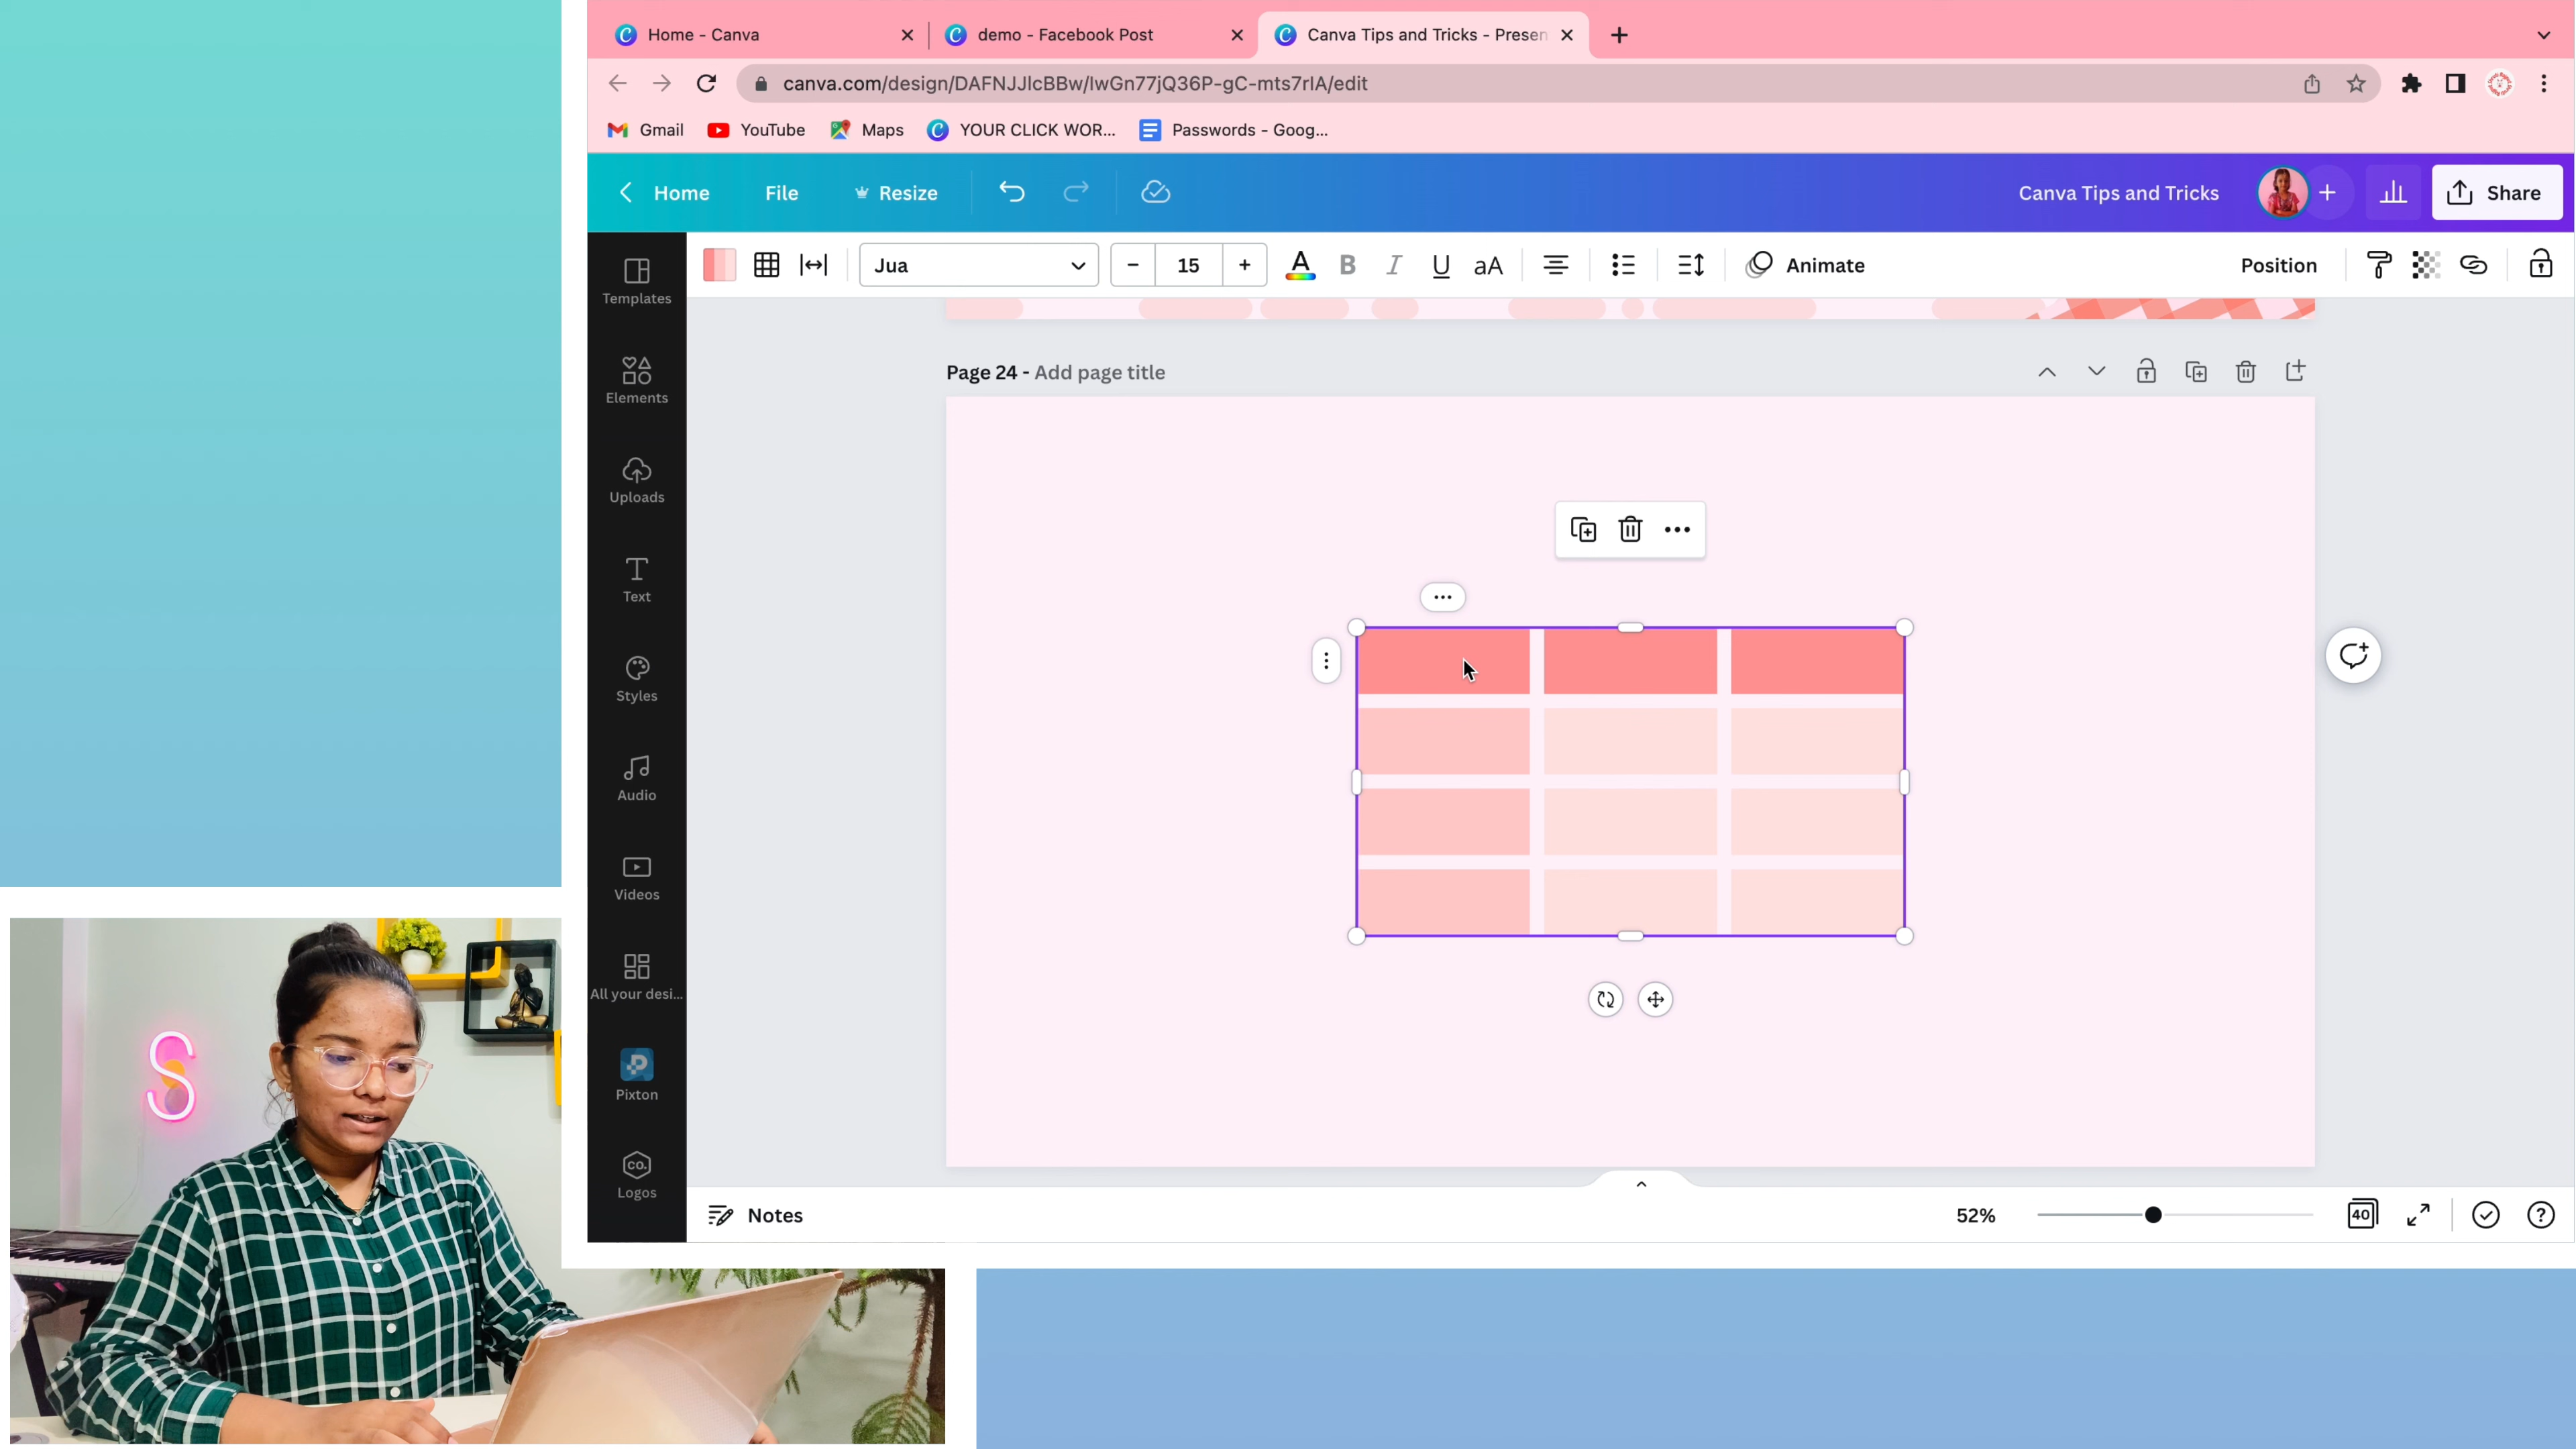 Home - Canva
demo - Facebook Post
Canva Tips and Tricks - Presen
canva.com/design/DAFNJJlcBBw/lwGn77jQ36P-gC-mts7rIA/edit
Gmail
YouTube
Maps
YOUR CLICK WOR...
Passwords - Goog...
Home
File
Resize
Canva Tips and Tricks
Share
Jua
15
A
B
I
U
aA
Animate
Position
Templates
Elements
Uploads
Text
Styles
Audio
Videos
All your desi...
Pixton
CO.
Logos
Page 24 - Add page title
Notes
52%
40
S